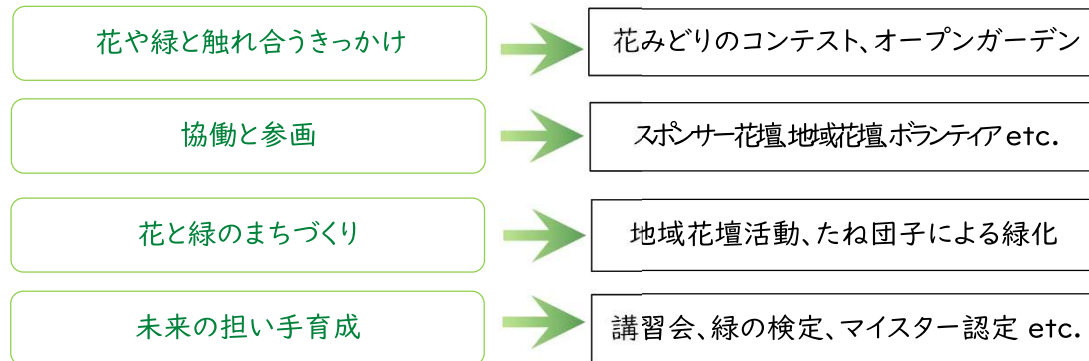 花や緑と触れ合うきっかけ
花みどりのコンテスト、オープンガーデン
協働と参画
スポンサー花壇、地域花壇、ボランティア etc.
花と緑のまちづくり
地域花壇活動、たね団子による緑化
未来の担い手育成
講習会、緑の検定、マイスター認定 etc.